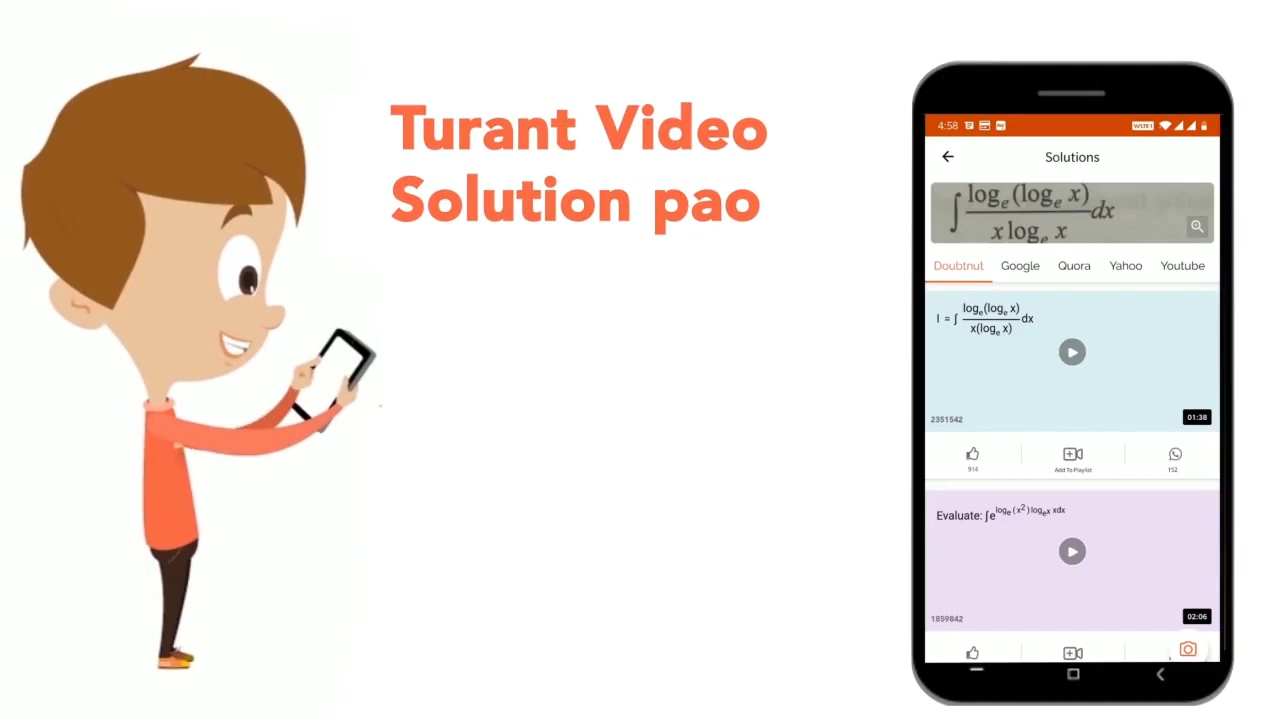 Turant Video
Solution pao
4:58
Solutions
∫ logₑ(logₑ x) / x logₑ x dx
Doubtnut Google Quora Yahoo Youtube
I = ∫ logₑ(logₑ x) / x(logₑ x) dx
2351542 01:38
914 Add To Playlist 152
Evaluate: ∫e^logₑ(x²)logₑx xdx
1859842 02:06